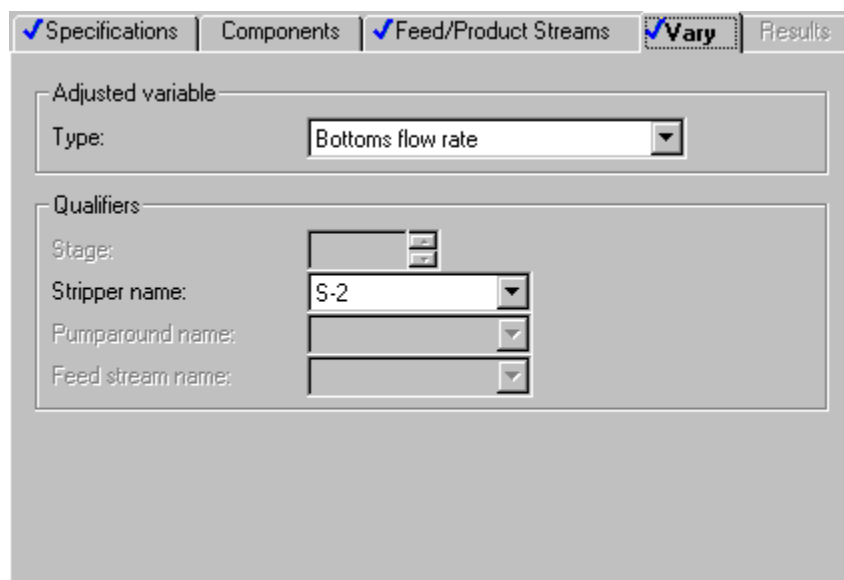 Specifications Components Feed/Product Streams Vary Results
Adjusted variable
Type: Bottoms flow rate
Qualifiers
Stage:
Stripper name: S-2
Pumparound name:
Feed stream name: